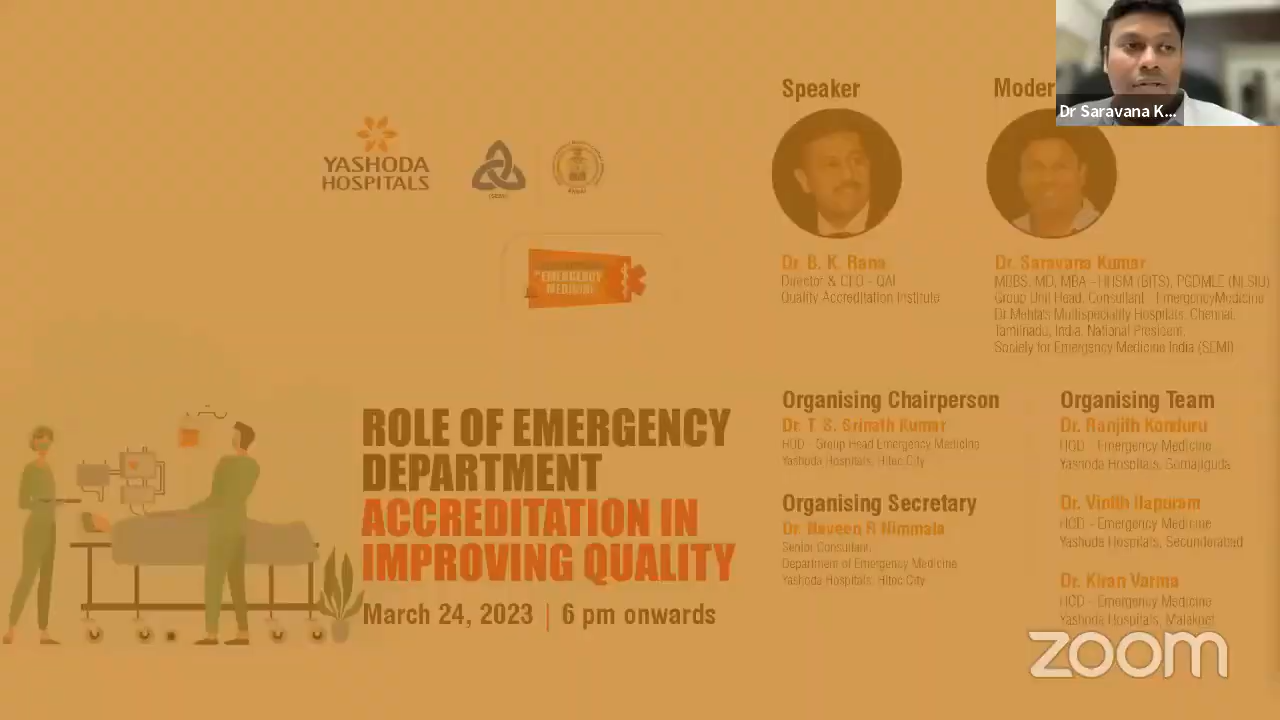 YASHODA
HOSPITALS
EMERGENCY
MEDICINE
ROLE OF EMERGENCY
DEPARTMENT
ACCREDITATION IN
IMPROVING QUALITY
March 24, 2023 | 6 pm onwards
Speaker
Dr. B. K. Rana
Director & CEO - QAI
Quality Accreditation Institute
Moder
Dr Saravana K...
Dr. Saravana Kumar
MBBS, MD, MBA - HHSM (BITS), PGDMLE (NLSIU)
Group Unit Head, Consultant - EmergencyMedicine
Dr Mehta's Multispeciality Hospitals, Chennai,
Tamilnadu, India. National President,
Society for Emergency Medicine India (SEMI)
Organising Chairperson
Dr. T. S. Srinath Kumar
HOD - Group Head Emergency Medicine
Yashoda Hospitals, Hitec City
Organising Secretary
Dr. Naveen R Nimmala
Senior Consultant,
Department of Emergency Medicine
Yashoda Hospitals, Hitec City
Organising Team
Dr. Ranjith Konduru
HOD - Emergency Medicine
Yashoda Hospitals, Somajiguda
Dr. Vinith Ilapuram
HOD - Emergency Medicine
Yashoda Hospitals, Secunderabad
Dr. Kiran Varma
HOD - Emergency Medicine
Yashoda Hospitals, Malakpet
zoom